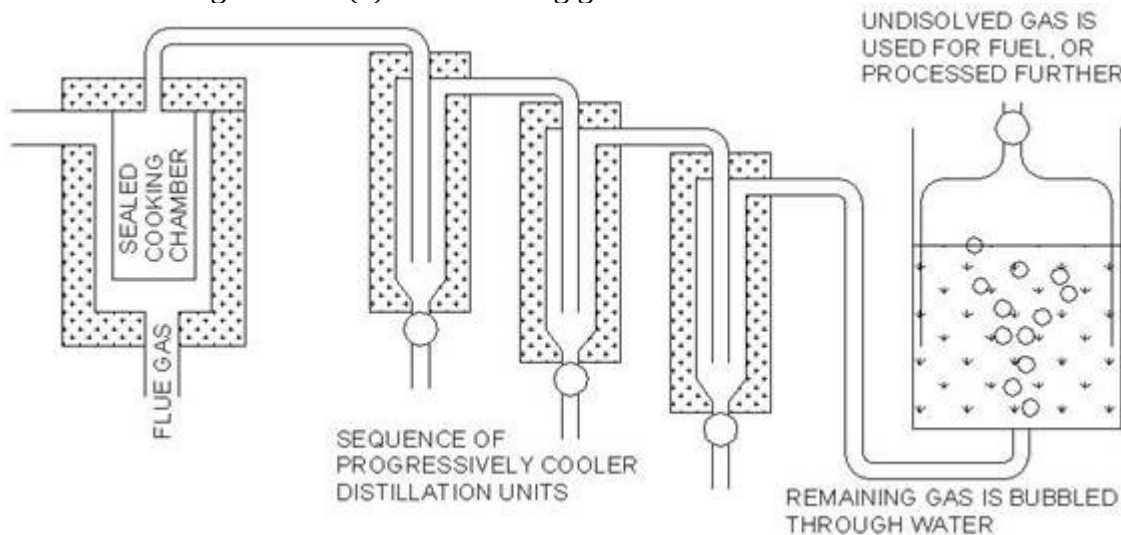 UNDISOLVED GAS IS
USED FOR FUEL, OR
PROCESSED FURTHER
SEALED
COOKING
CHAMBER
FLUE GAS
SEQUENCE OF
PROGRESSIVELY COOLER
DISTILLATION UNITS
REMAINING GAS IS BUBBLED
THROUGH WATER